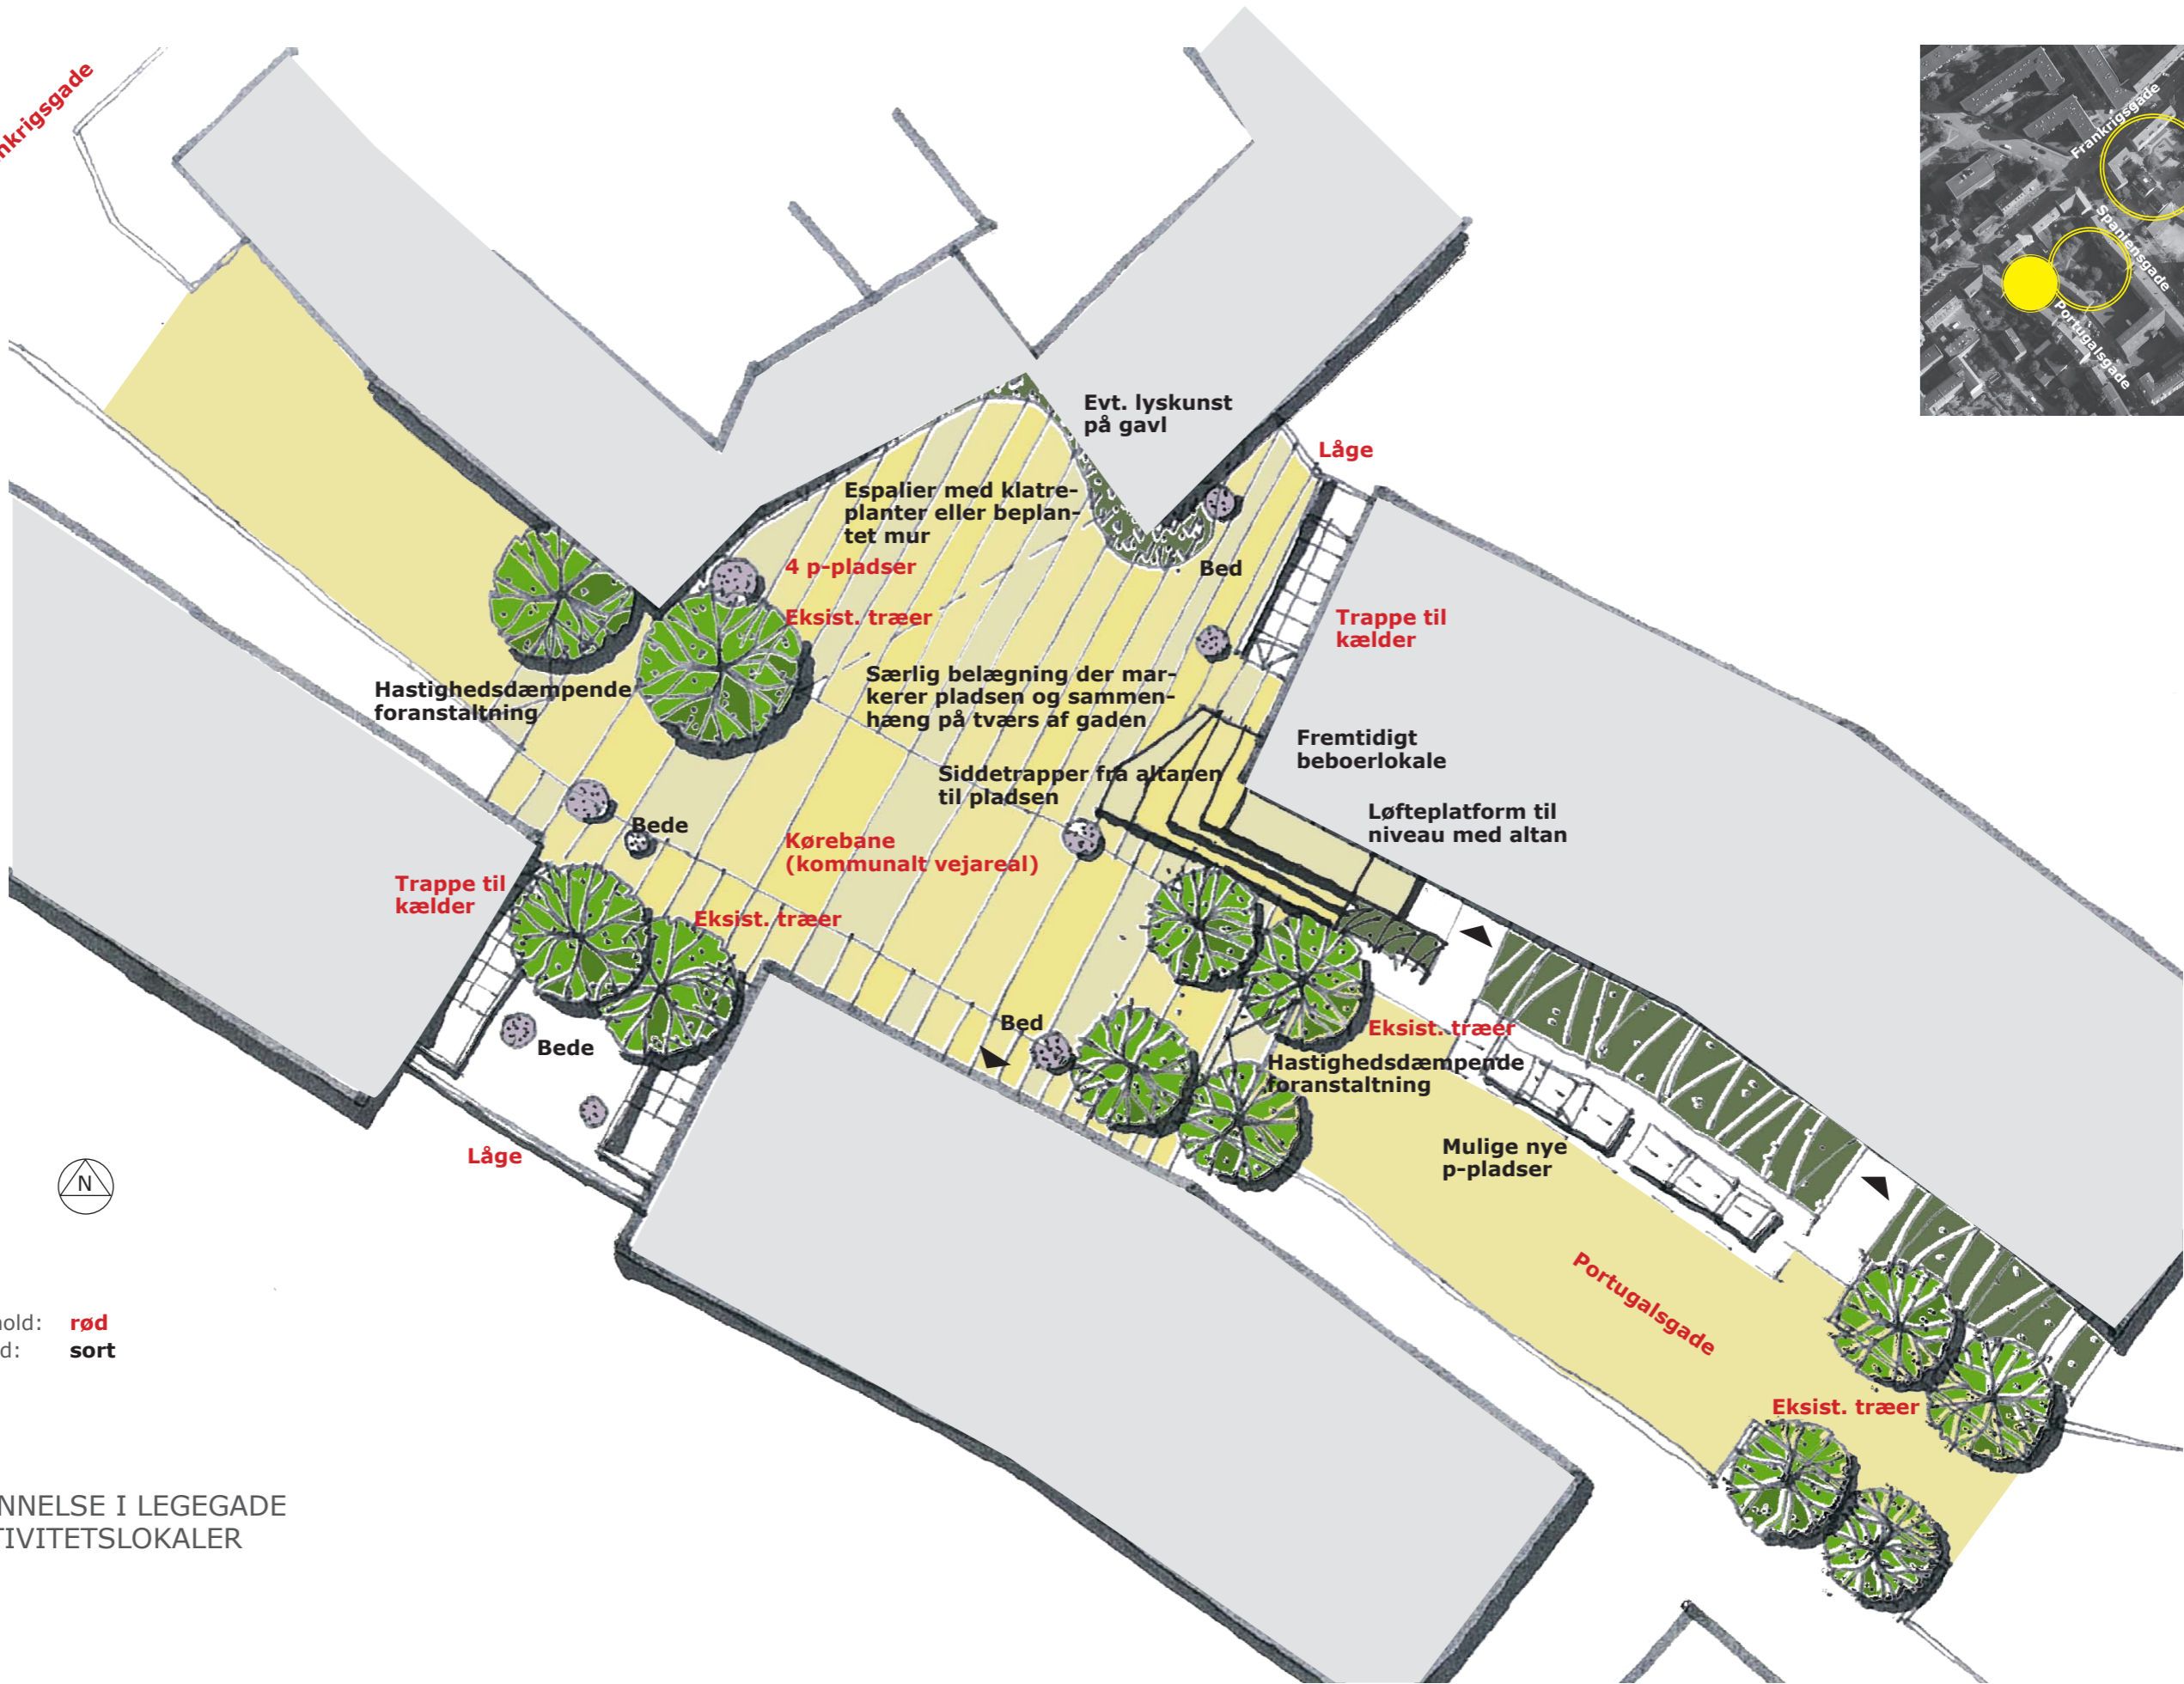 nkrigsgade
Frankrigsgade
Spaniensgade
Portugalsgade
Evt. lyskunst
på gavl
Låge
Espalier med klatre-
planter eller beplan-
tet mur
4 p-pladser
Bed
Eksist. træer
Trappe til
kælder
Særlig belægning der mar-
kerer pladsen og sammen-
hæng på tværs af gaden
Hastighedsdæmpende
foranstaltning
Fremtidigt
beboerlokale
Siddetrapper fra altanen
til pladsen
Løfteplatform til
niveau med altan
Bede
Kørebane
(kommunalt vejareal)
Trappe til
kælder
Eksist. træer
Bed
Eksist. træer
Bede
Hastighedsdæmpende
foranstaltning
Låge
Mulige nye
p-pladser
N
Portugalsgade
old: rød
d: sort
Eksist. træer
NNELSE I LEGEGADE
TIVITETSLOKALER